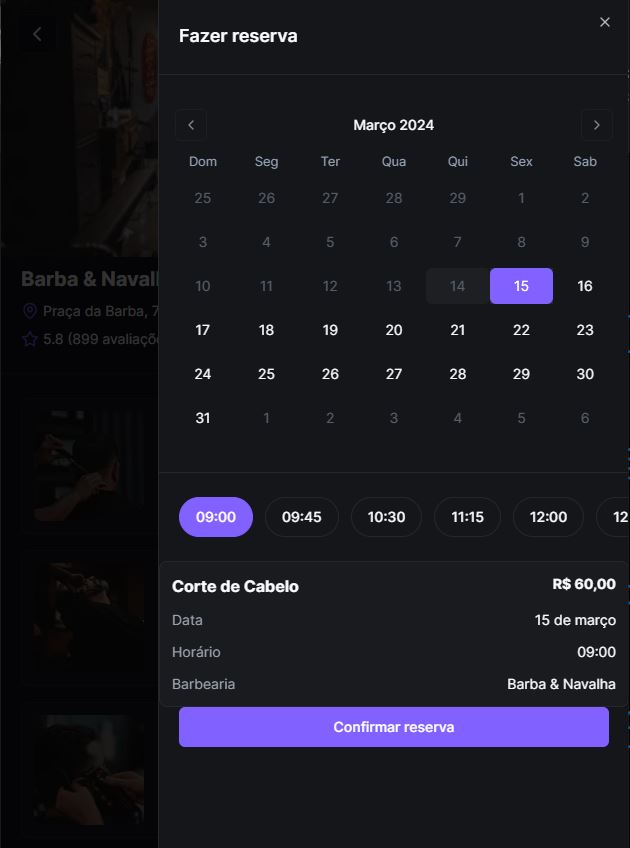 Fazer reserva
Março 2024
Dom Seg Ter Qua Qui Sex Sab
25 26 27 28 29 1 2
3 4 5 6 7 8 9
10 11 12 13 14 15 16
17 18 19 20 21 22 23
24 25 26 27 28 29 30
31 1 2 3 4 5 6
09:00 09:45 10:30 11:15 12:00 12
Corte de Cabelo R$ 60,00
Data 15 de março
Horário 09:00
Barbearia Barba & Navalha
Confirmar reserva
Barba & Naval
Praça da Barba, 7
5.8 (899 avaliaçõ